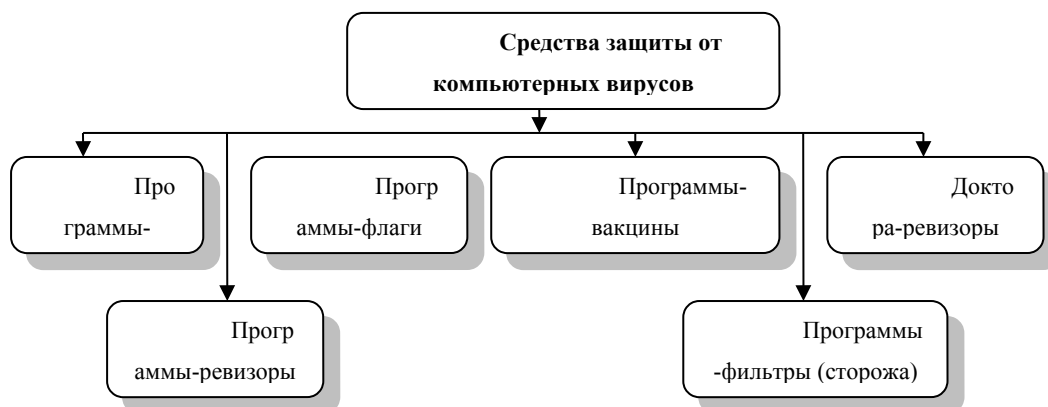 Средства защиты от
компьютерных вирусов
Про
граммы-
Прогр
аммы-флаги
Программы-
вакцины
Докто
ра-ревизоры
Прогр
аммы-ревизоры
Программы
-фильтры (сторожа)